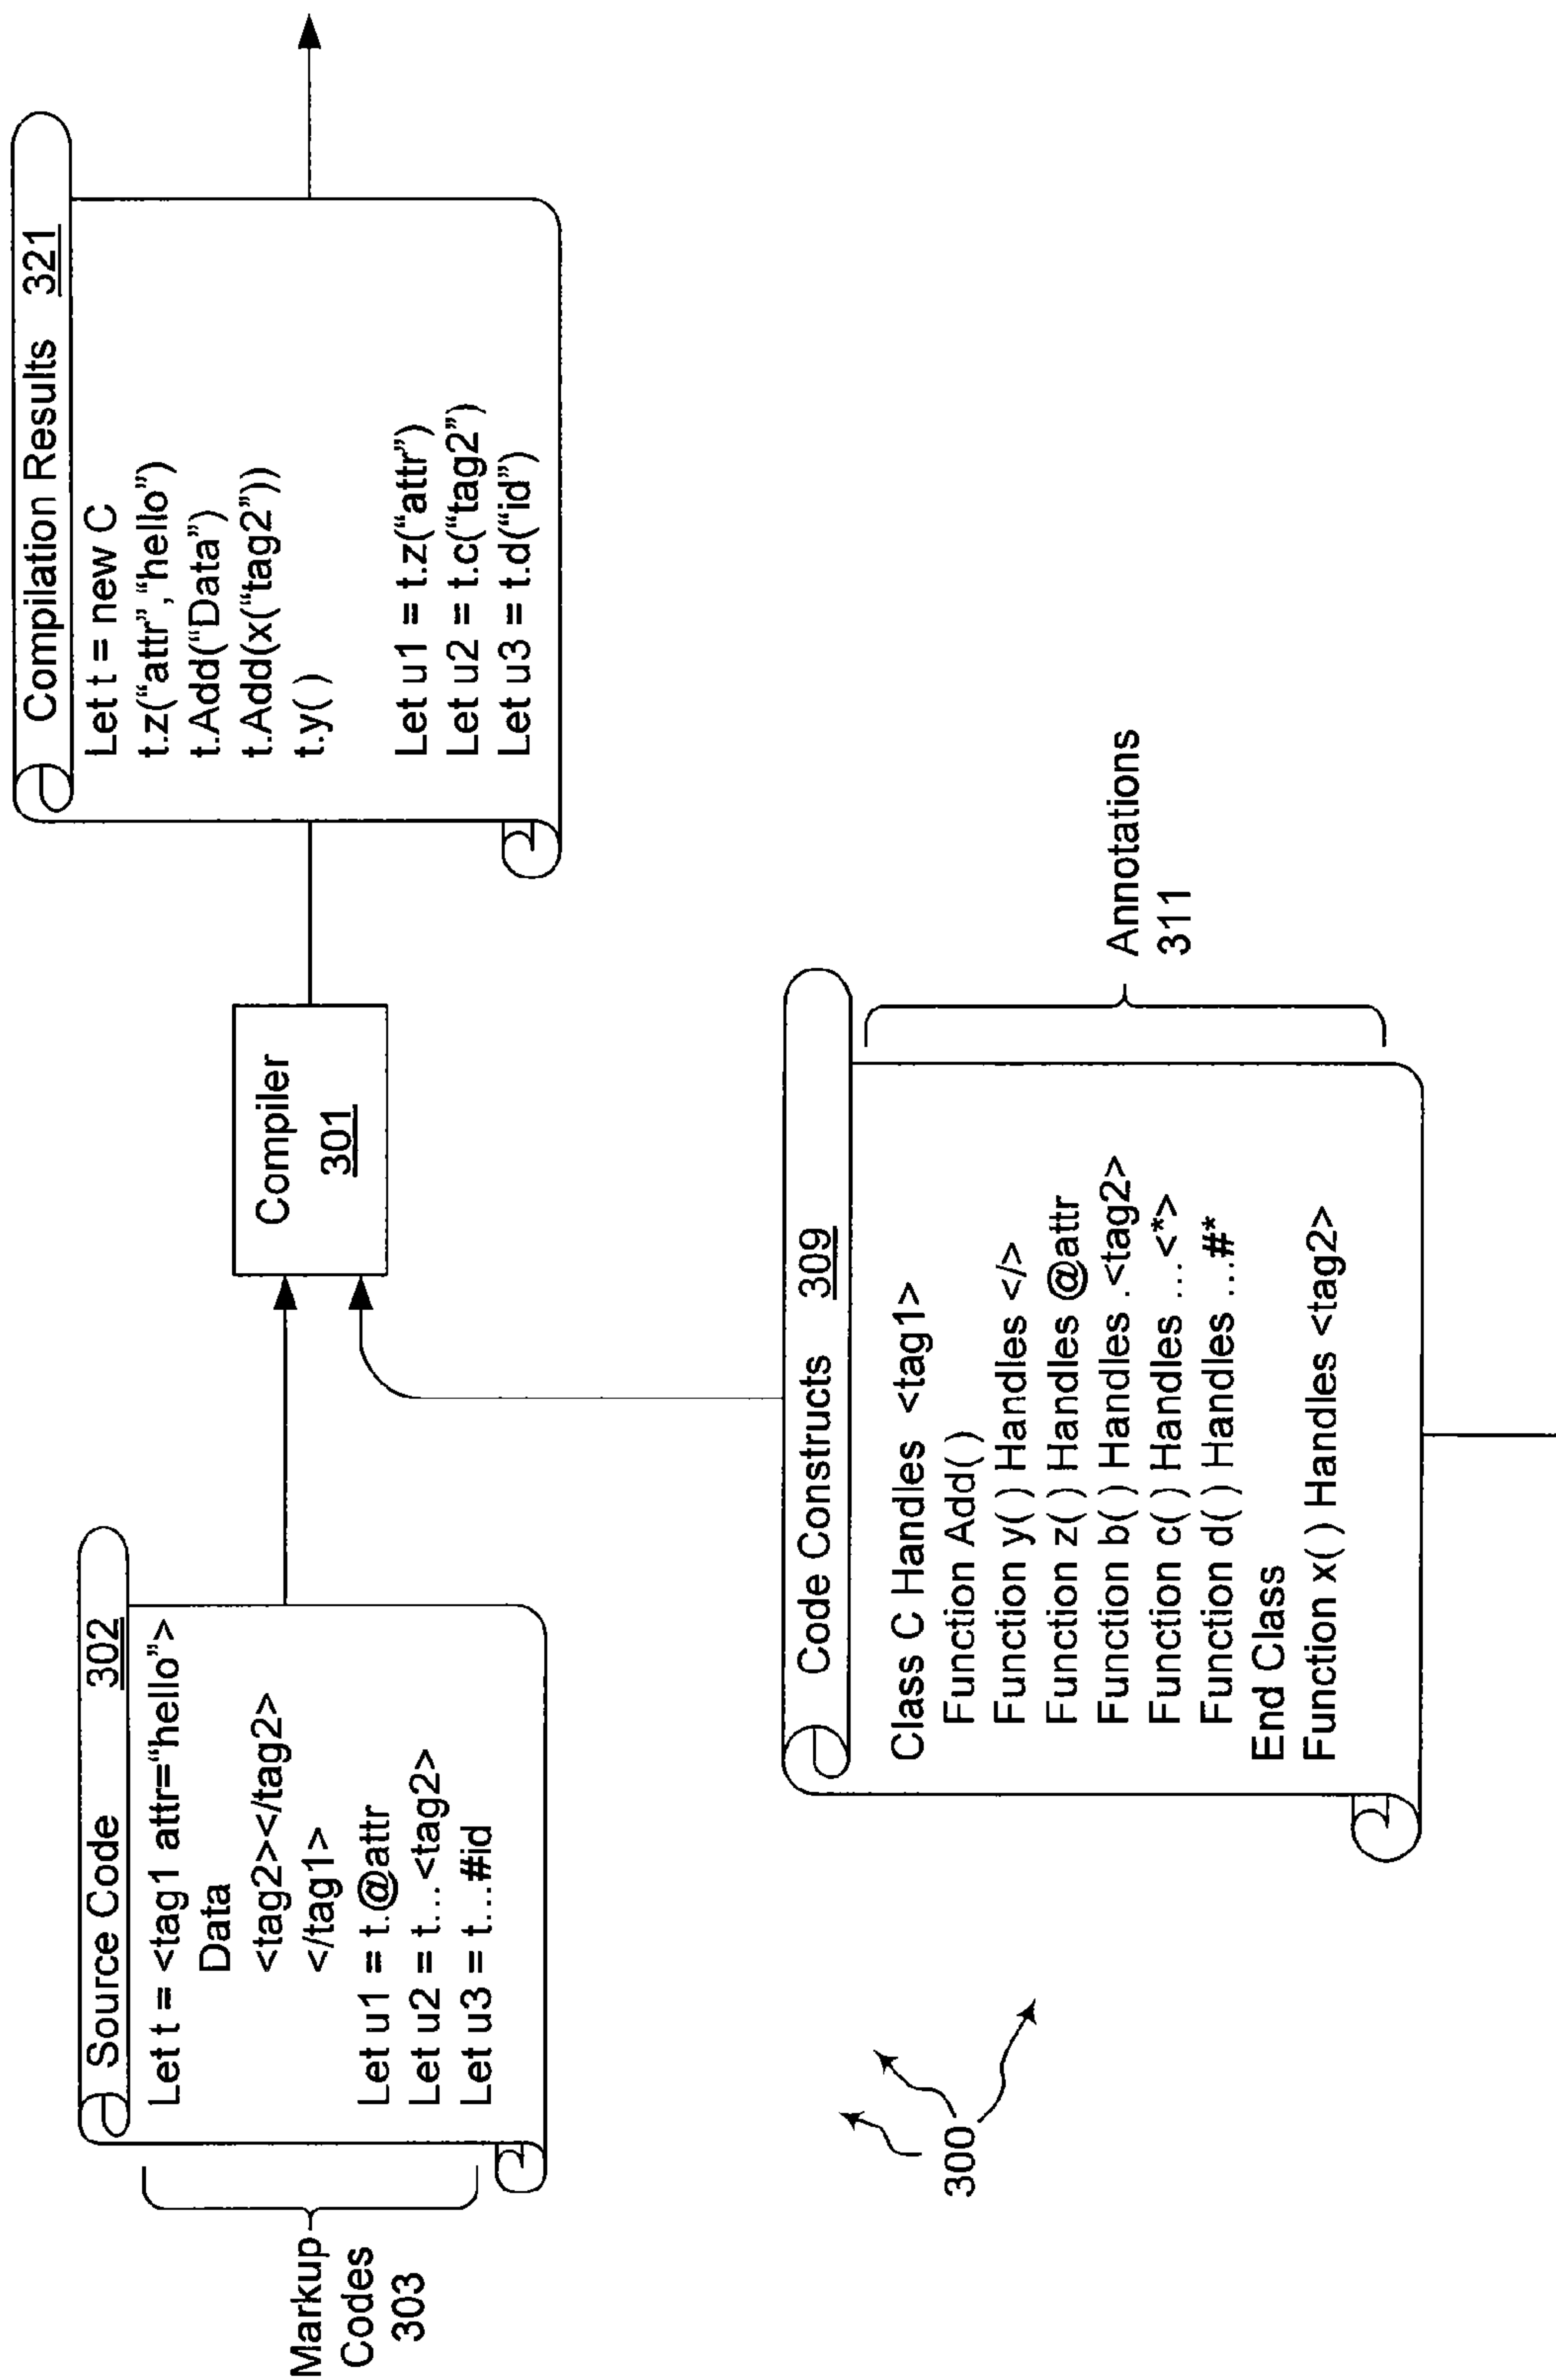 Markup
Codes
303
Source Code 302
Let t = <tag1 attr=“hello”>
Data
<tag2></tag2>
</tag1>
Let u1 = t.@attr
Let u2 = t...<tag2>
Let u3 = t...#id
Compiler
301
Compilation Results 321
Let t = new C
t.z(“attr”,“hello”)
t.Add(“Data”)
t.Add(x(“tag2”))
t.y( )
Let u1 = t.z(“attr”)
Let u2 = t.c(“tag2”)
Let u3 = t.d(“id”)
300
Code Constructs 309
Class C Handles <tag1>
Function Add( )
Function y( ) Handles </>
Function z( ) Handles @attr
Function b( ) Handles .<tag2>
Function c( ) Handles ...<*>
Function d( ) Handles ...#*
End Class
Function x( ) Handles <tag2>
Annotations
311